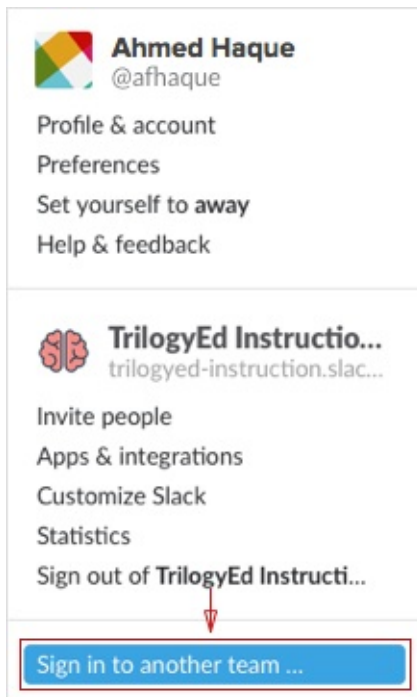 Ahmed Haque
@afhaque
Profile & account
Preferences
Set yourself to away
Help & feedback
TrilogyEd Instructio...
trilogyed-instruction.slac...
Invite people
Apps & integrations
Customize Slack
Statistics
Sign out of TrilogyEd Instructi...
Sign in to another team ...